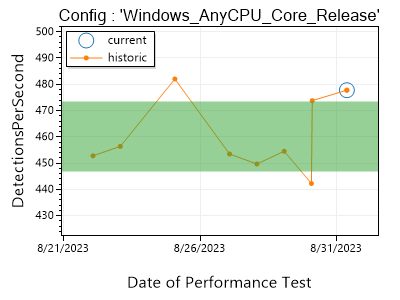 Config : 'Windows_AnyCPU_Core_Release'
current
historic
500
490
480
470
460
450
440
430
DetectionsPerSecond
8/21/2023 8/26/2023 8/31/2023
Date of Performance Test